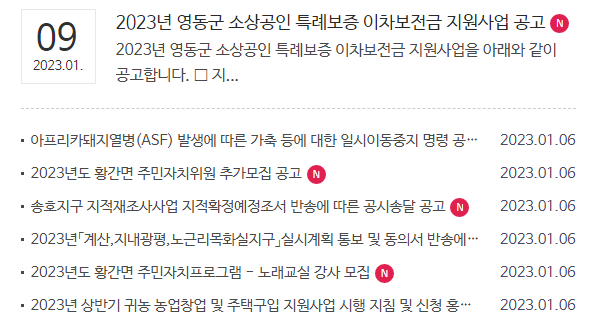 09
2023.01.
2023년 영동군 소상공인 특례보증 이차보전금 지원사업 공고 N
2023년 영동군 소상공인 특례보증 이차보전금 지원사업을 아래와 같이
공고합니다. □ 지...
아프리카돼지열병(ASF) 발생에 따른 가축 등에 대한 일시이동중지 명령 공… 2023.01.06
2023년도 황간면 주민자치위원 추가모집 공고 N 2023.01.06
송호지구 지적재조사사업 지적확정예정조서 반송에 따른 공시송달 공고 N 2023.01.06
2023년「계산,지내광평,노근리목화실지구」실시계획 통보 및 동의서 반송에… 2023.01.06
2023년도 황간면 주민자치프로그램 - 노래교실 강사 모집 N 2023.01.06
2023년 상반기 귀농 농업창업 및 주택구입 지원사업 시행 지침 및 신청 홍… 2023.01.06